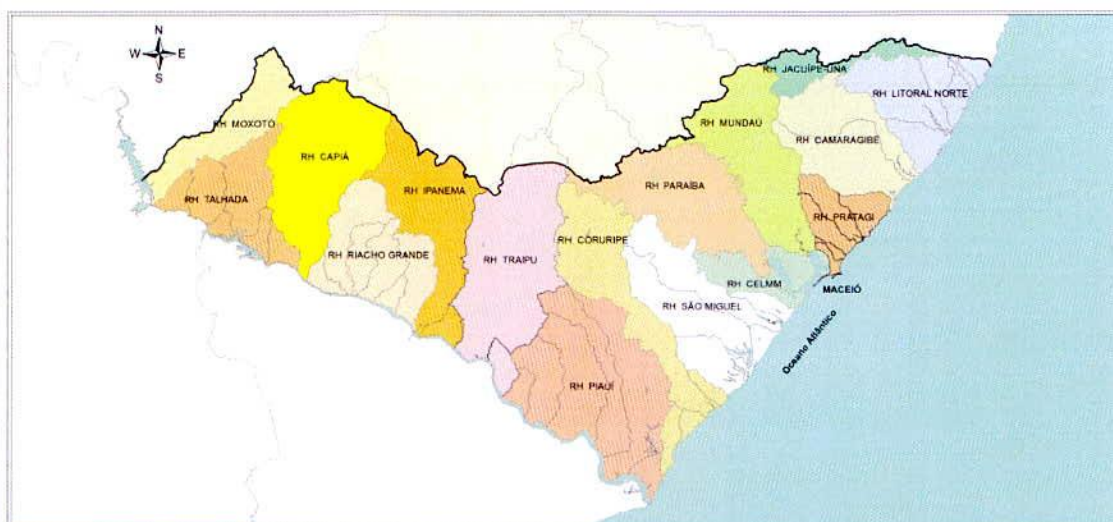 N
W E
S
RH JACUÍPE-UNA
RH LITORAL NORTE
RH MOXOTÓ
RH MUNDAÚ
RH CAMARAGIBE
RH CAPIÁ
RH IPANEMA
RH PARAÍBA
RH TALHADA
RH PRATAGI
RH CORURIPE
RH RIACHO GRANDE
RH TRAIPU
RH CELMM
MACEIÓ
RH SÃO MIGUEL
Oceano Atlântico
RH PIAUÍ